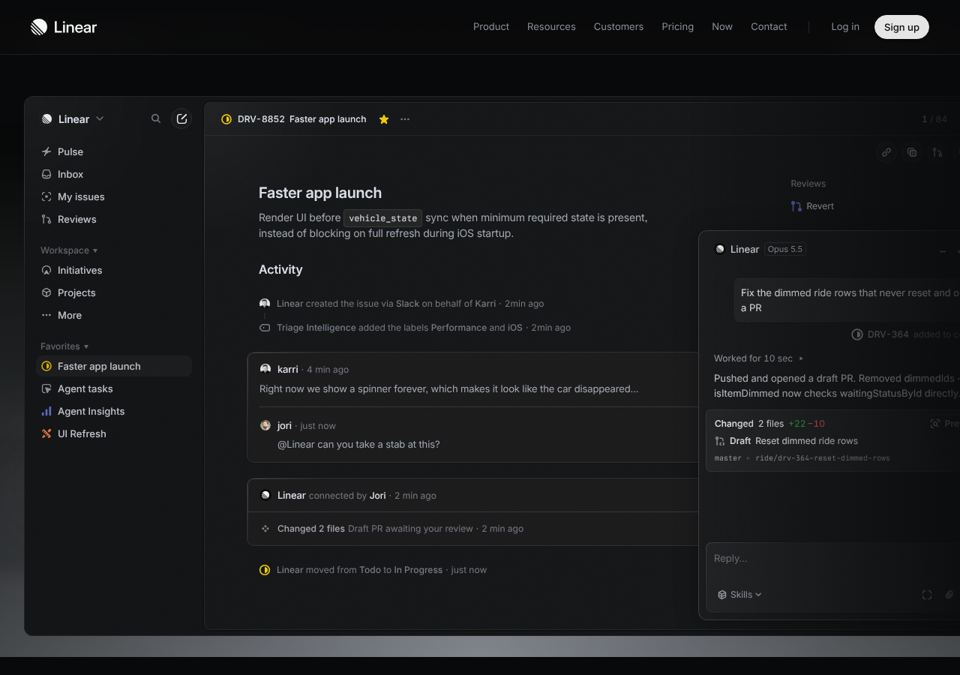 Linear
Product Resources Customers Pricing Now Contact Log in Sign up
Linear
Pulse
Inbox
My issues
Reviews
Workspace
Initiatives
Projects
More
Favorites
Faster app launch
Agent tasks
Agent Insights
UI Refresh
DRV-8852 Faster app launch
1 / 84
Faster app launch
Render UI before vehicle_state sync when minimum required state is present,
instead of blocking on full refresh during iOS startup.
Activity
Linear created the issue via Slack on behalf of Karri · 2min ago
Triage Intelligence added the labels Performance and iOS · 2min ago
karri · 4 min ago
Right now we show a spinner forever, which makes it look like the car disappeared...
jori · just now
@Linear can you take a stab at this?
Linear connected by Jori · 2 min ago
Changed 2 files Draft PR awaiting your review · 2 min ago
Linear moved from Todo to In Progress · just now
Reviews
Revert
Linear Opus 5.5
Fix the dimmed ride rows that never reset and o
a PR
DRV-364 added to c
Worked for 10 sec
Pushed and opened a draft PR. Removed dimmedIds
isItemDimmed now checks waitingStatusById directly.
Changed 2 files +22 −10
Pre
Draft Reset dimmed ride rows
master ride/drv-364-reset-dimmed-rows
Reply...
Skills